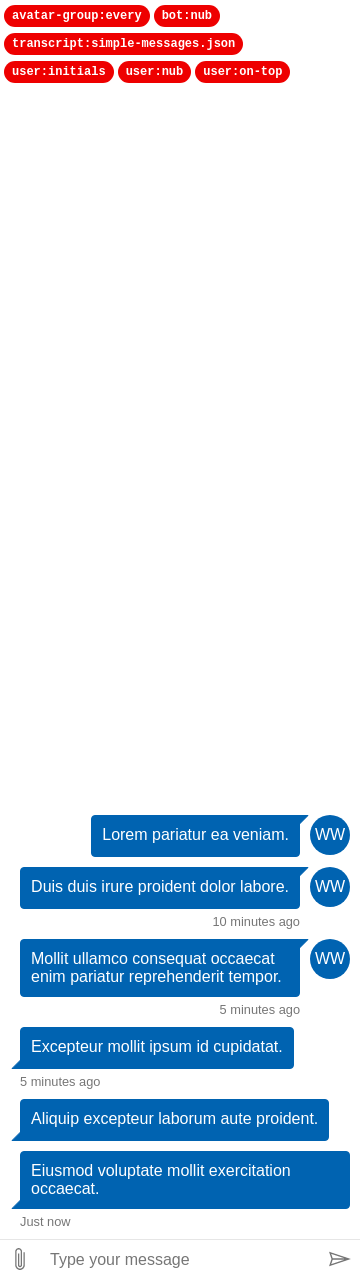 avatar-group:every bot:nub
transcript:simple-messages.json
user:initials user:nub user:on-top
Lorem pariatur ea veniam. WW
Duis duis irure proident dolor labore. WW
10 minutes ago
Mollit ullamco consequat occaecat WW
enim pariatur reprehenderit tempor.
5 minutes ago
Excepteur mollit ipsum id cupidatat.
5 minutes ago
Aliquip excepteur laborum aute proident.
Eiusmod voluptate mollit exercitation
occaecat.
Just now
Type your message